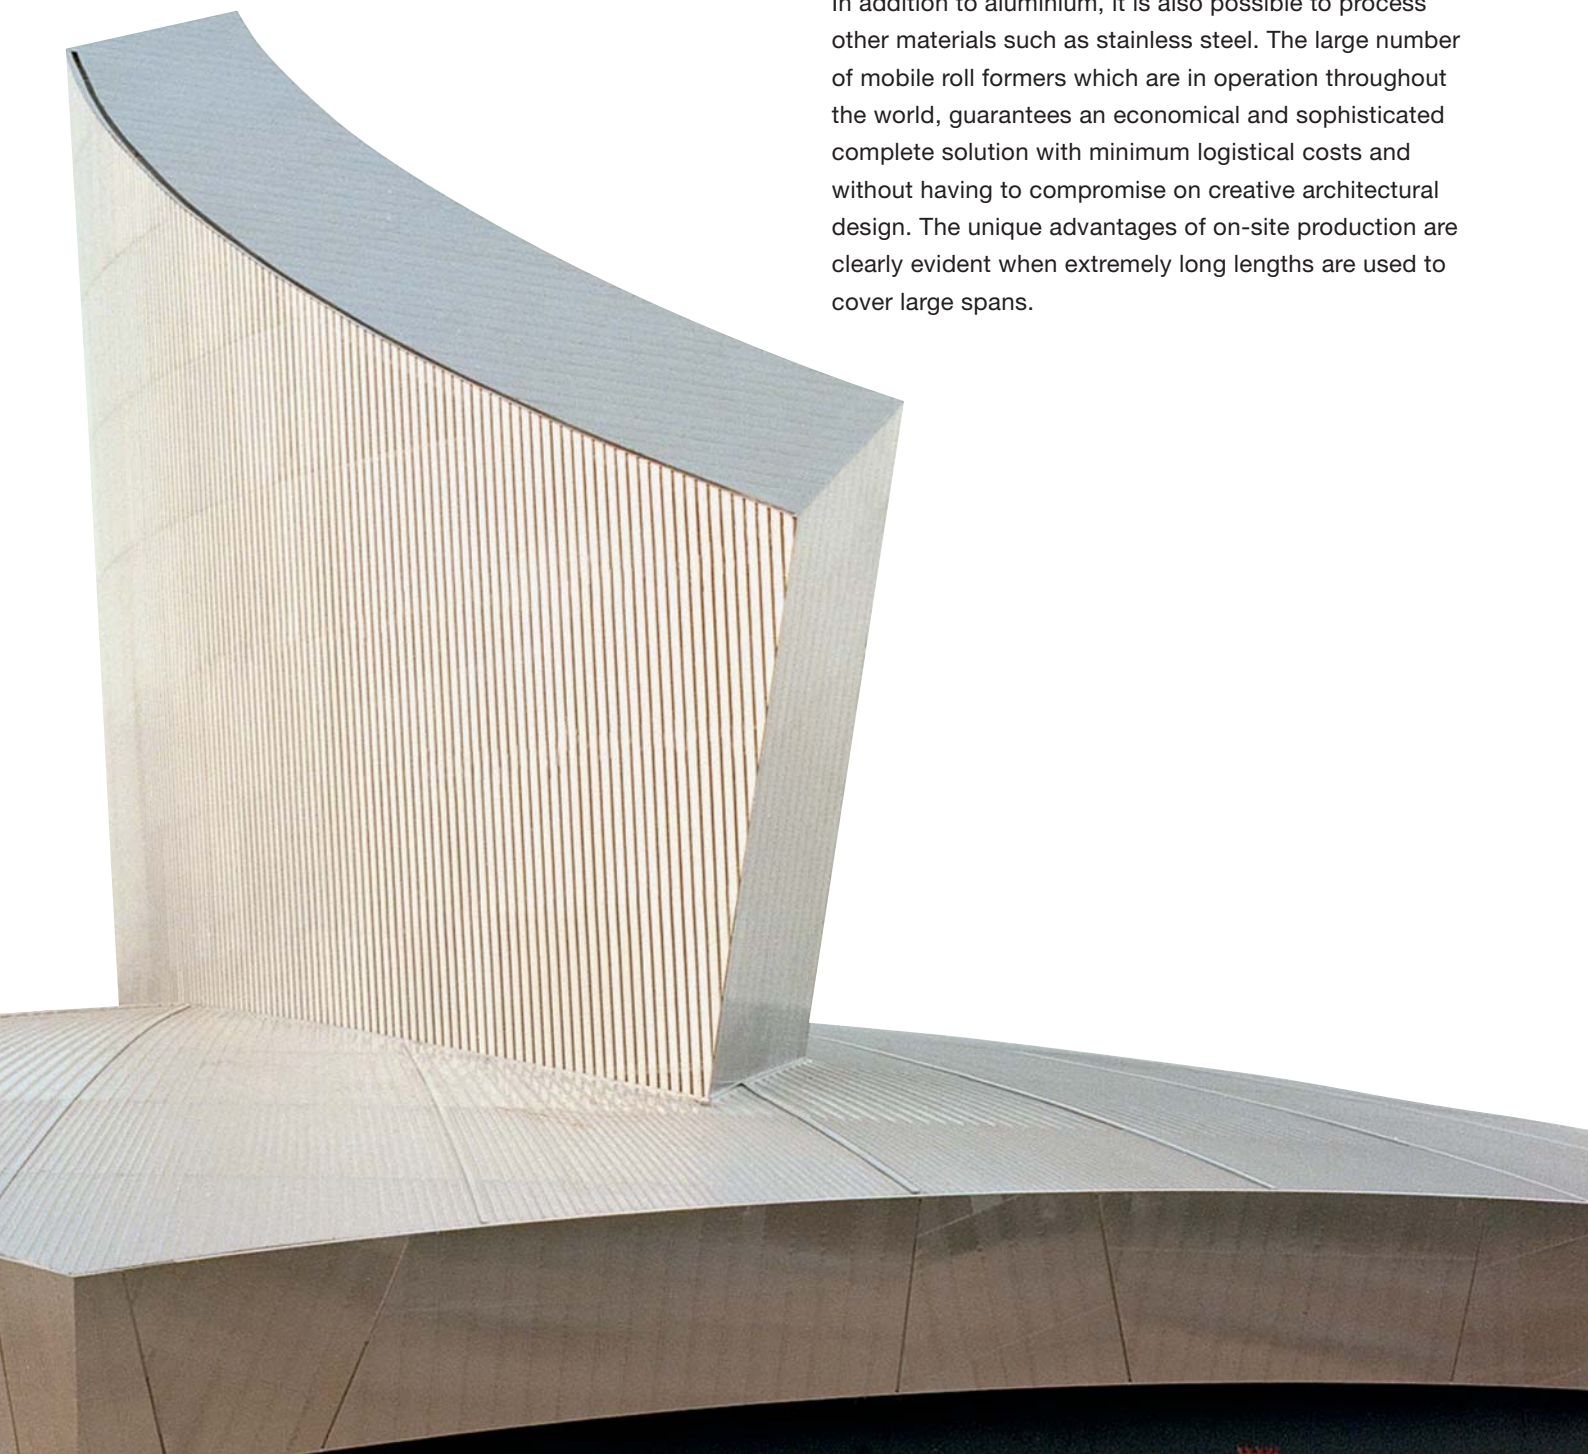 In addition to aluminium, it is also possible to process
other materials such as stainless steel. The large number
of mobile roll formers which are in operation throughout
the world, guarantees an economical and sophisticated
complete solution with minimum logistical costs and
without having to compromise on creative architectural
design. The unique advantages of on-site production are
clearly evident when extremely long lengths are used to
cover large spans.